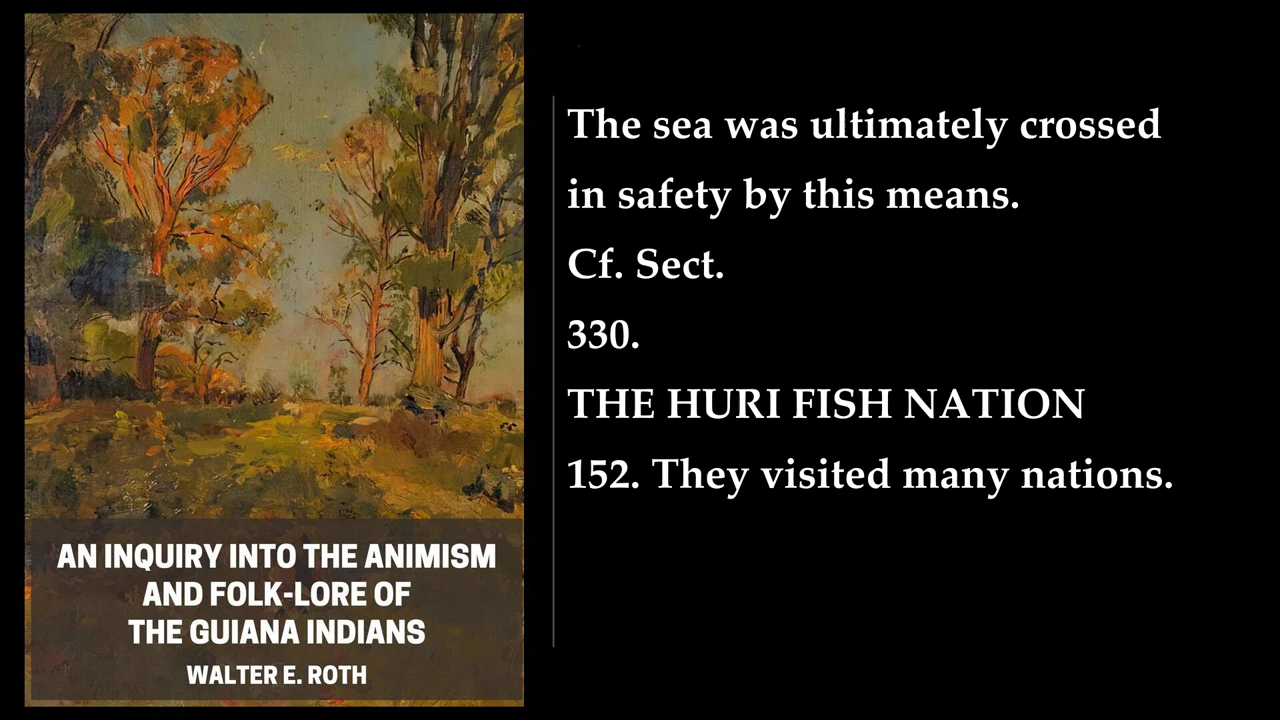 The sea was ultimately crossed
in safety by this means.
Cf. Sect.
330.
THE HURI FISH NATION
152. They visited many nations.
AN INQUIRY INTO THE ANIMISM
AND FOLK-LORE OF
THE GUIANA INDIANS
WALTER E. ROTH